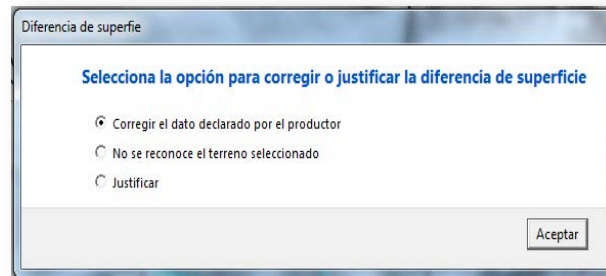 Diferencia de superfie
Selecciona la opción para corregir o justificar la diferencia de superficie
Corregir el dato declarado por el productor
No se reconoce el terreno seleccionado
Justificar
Aceptar